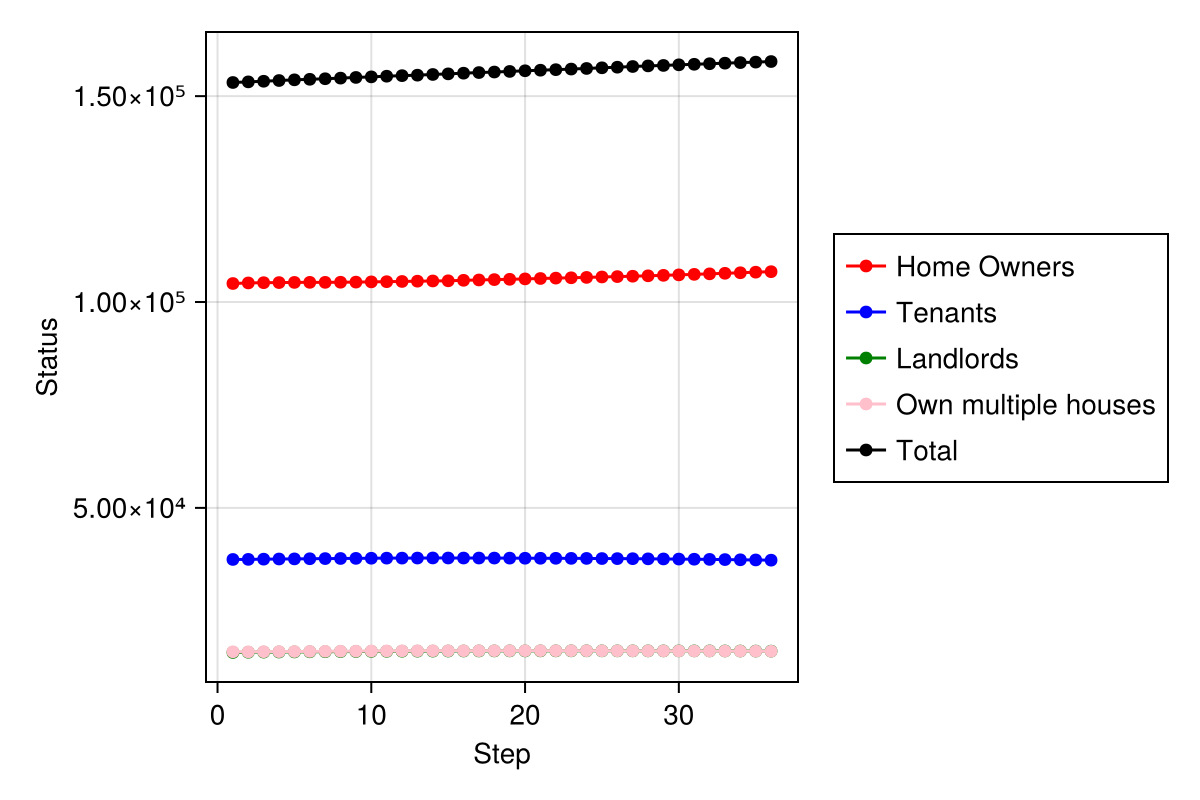 1.50×10⁵
1.00×10⁵
5.00×10⁴
Status
0 10 20 30
Step
Home Owners
Tenants
Landlords
Own multiple houses
Total